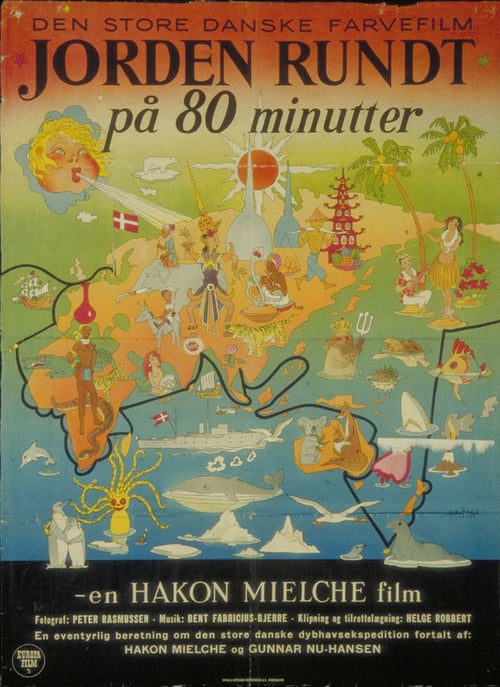 DEN STORE DANSKE FARVEFILM
JORDEN RUNDT
på 80 minutter
-en HAKON MIELCHE film
Fotograf: PETER RASMUSSEN · Musik: BENT FABRICIUS-BJERRE · Klipning og tilrettelægning: HELGE ROBBERT
En eventyrlig beretning om den store danske dybhavsekspedition fortalt af:
HAKON MIELCHE og GUNNAR NU-HANSEN
EUROPA
FILM